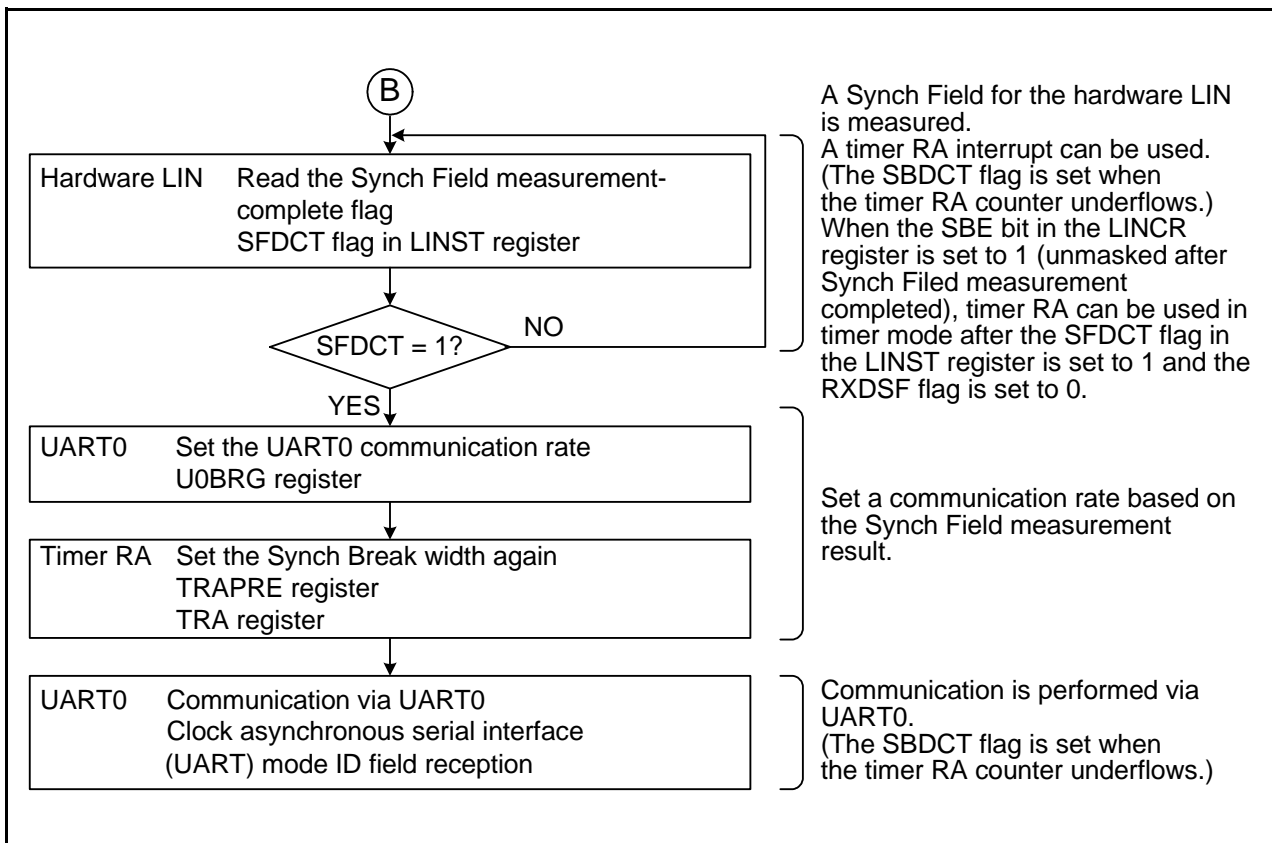 B
Hardware LIN Read the Synch Field measurement-
complete flag
SFDCT flag in LINST register
SFDCT = 1?
NO
YES
A Synch Field for the hardware LIN
is measured.
A timer RA interrupt can be used.
(The SBDCT flag is set when
the timer RA counter underflows.)
When the SBE bit in the LINCR
register is set to 1 (unmasked after
Synch Filed measurement
completed), timer RA can be used in
timer mode after the SFDCT flag in
the LINST register is set to 1 and the
RXDSF flag is set to 0.
UART0 Set the UART0 communication rate
U0BRG register
Timer RA Set the Synch Break width again
TRAPRE register
TRA register
Set a communication rate based on
the Synch Field measurement
result.
UART0 Communication via UART0
Clock asynchronous serial interface
(UART) mode ID field reception
Communication is performed via
UART0.
(The SBDCT flag is set when
the timer RA counter underflows.)